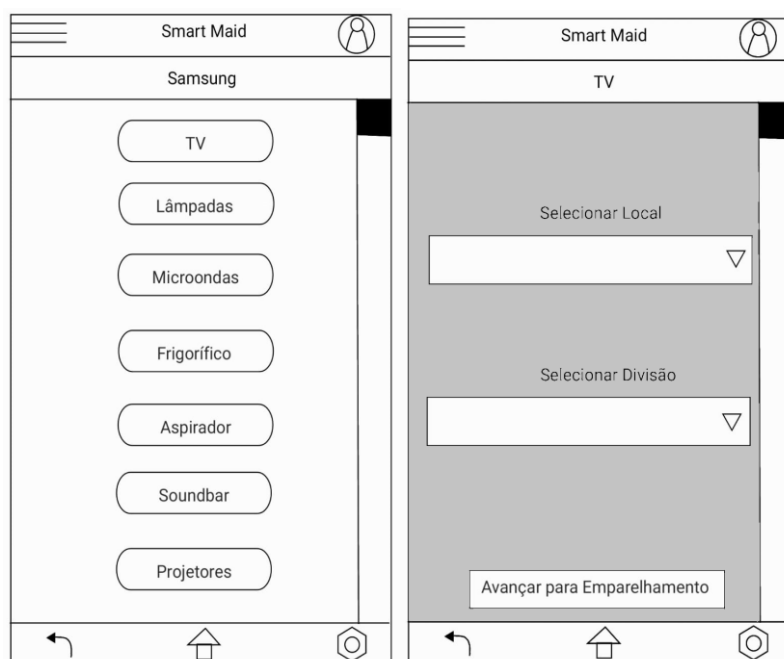 Smart Maid
Samsung
TV
Lâmpadas
Microondas
Frigorífico
Aspirador
Soundbar
Projetores
Smart Maid
TV
Selecionar Local
Selecionar Divisão
Avançar para Emparelhamento